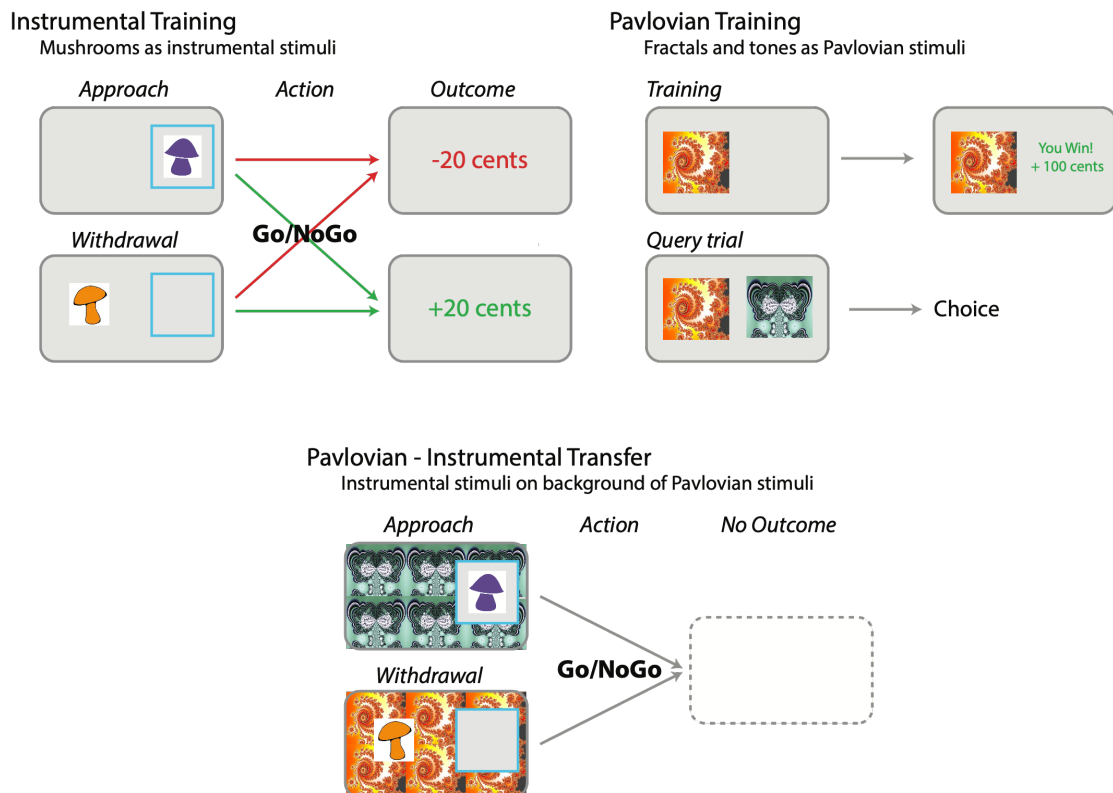 Instrumental Training
Mushrooms as instrumental stimuli
Approach
Action
Outcome
-20 cents
Go/NoGo
Withdrawal
+20 cents
Pavlovian Training
Fractals and tones as Pavlovian stimuli
Training
You Win!
+ 100 cents
Query trial
Choice
Pavlovian - Instrumental Transfer
Instrumental stimuli on background of Pavlovian stimuli
Approach
Action
No Outcome
Go/NoGo
Withdrawal